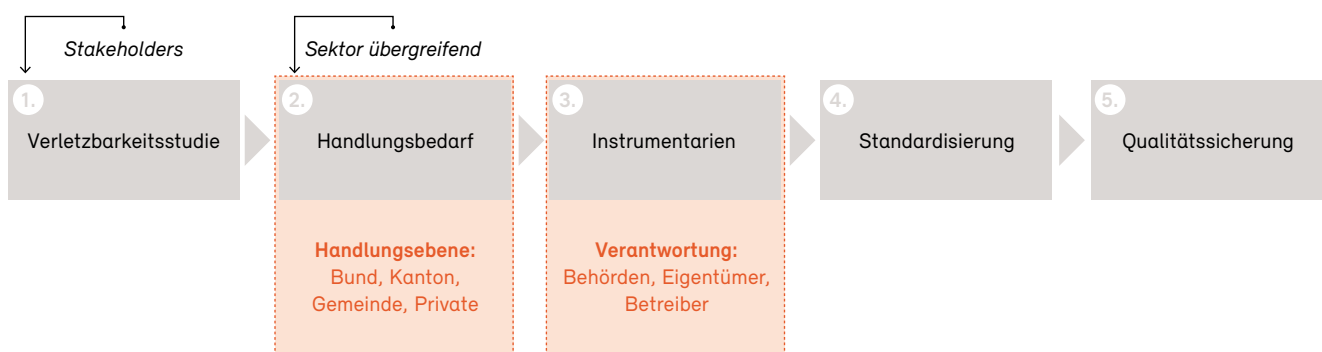 Stakeholders
Sektor übergreifend
1.
Verletzbarkeitsstudie
2.
Handlungsbedarf
3.
Instrumentarien
4.
Standardisierung
5.
Qualitätssicherung
Handlungsebene:
Bund, Kanton,
Gemeinde, Private
Verantwortung:
Behörden, Eigentümer,
Betreiber